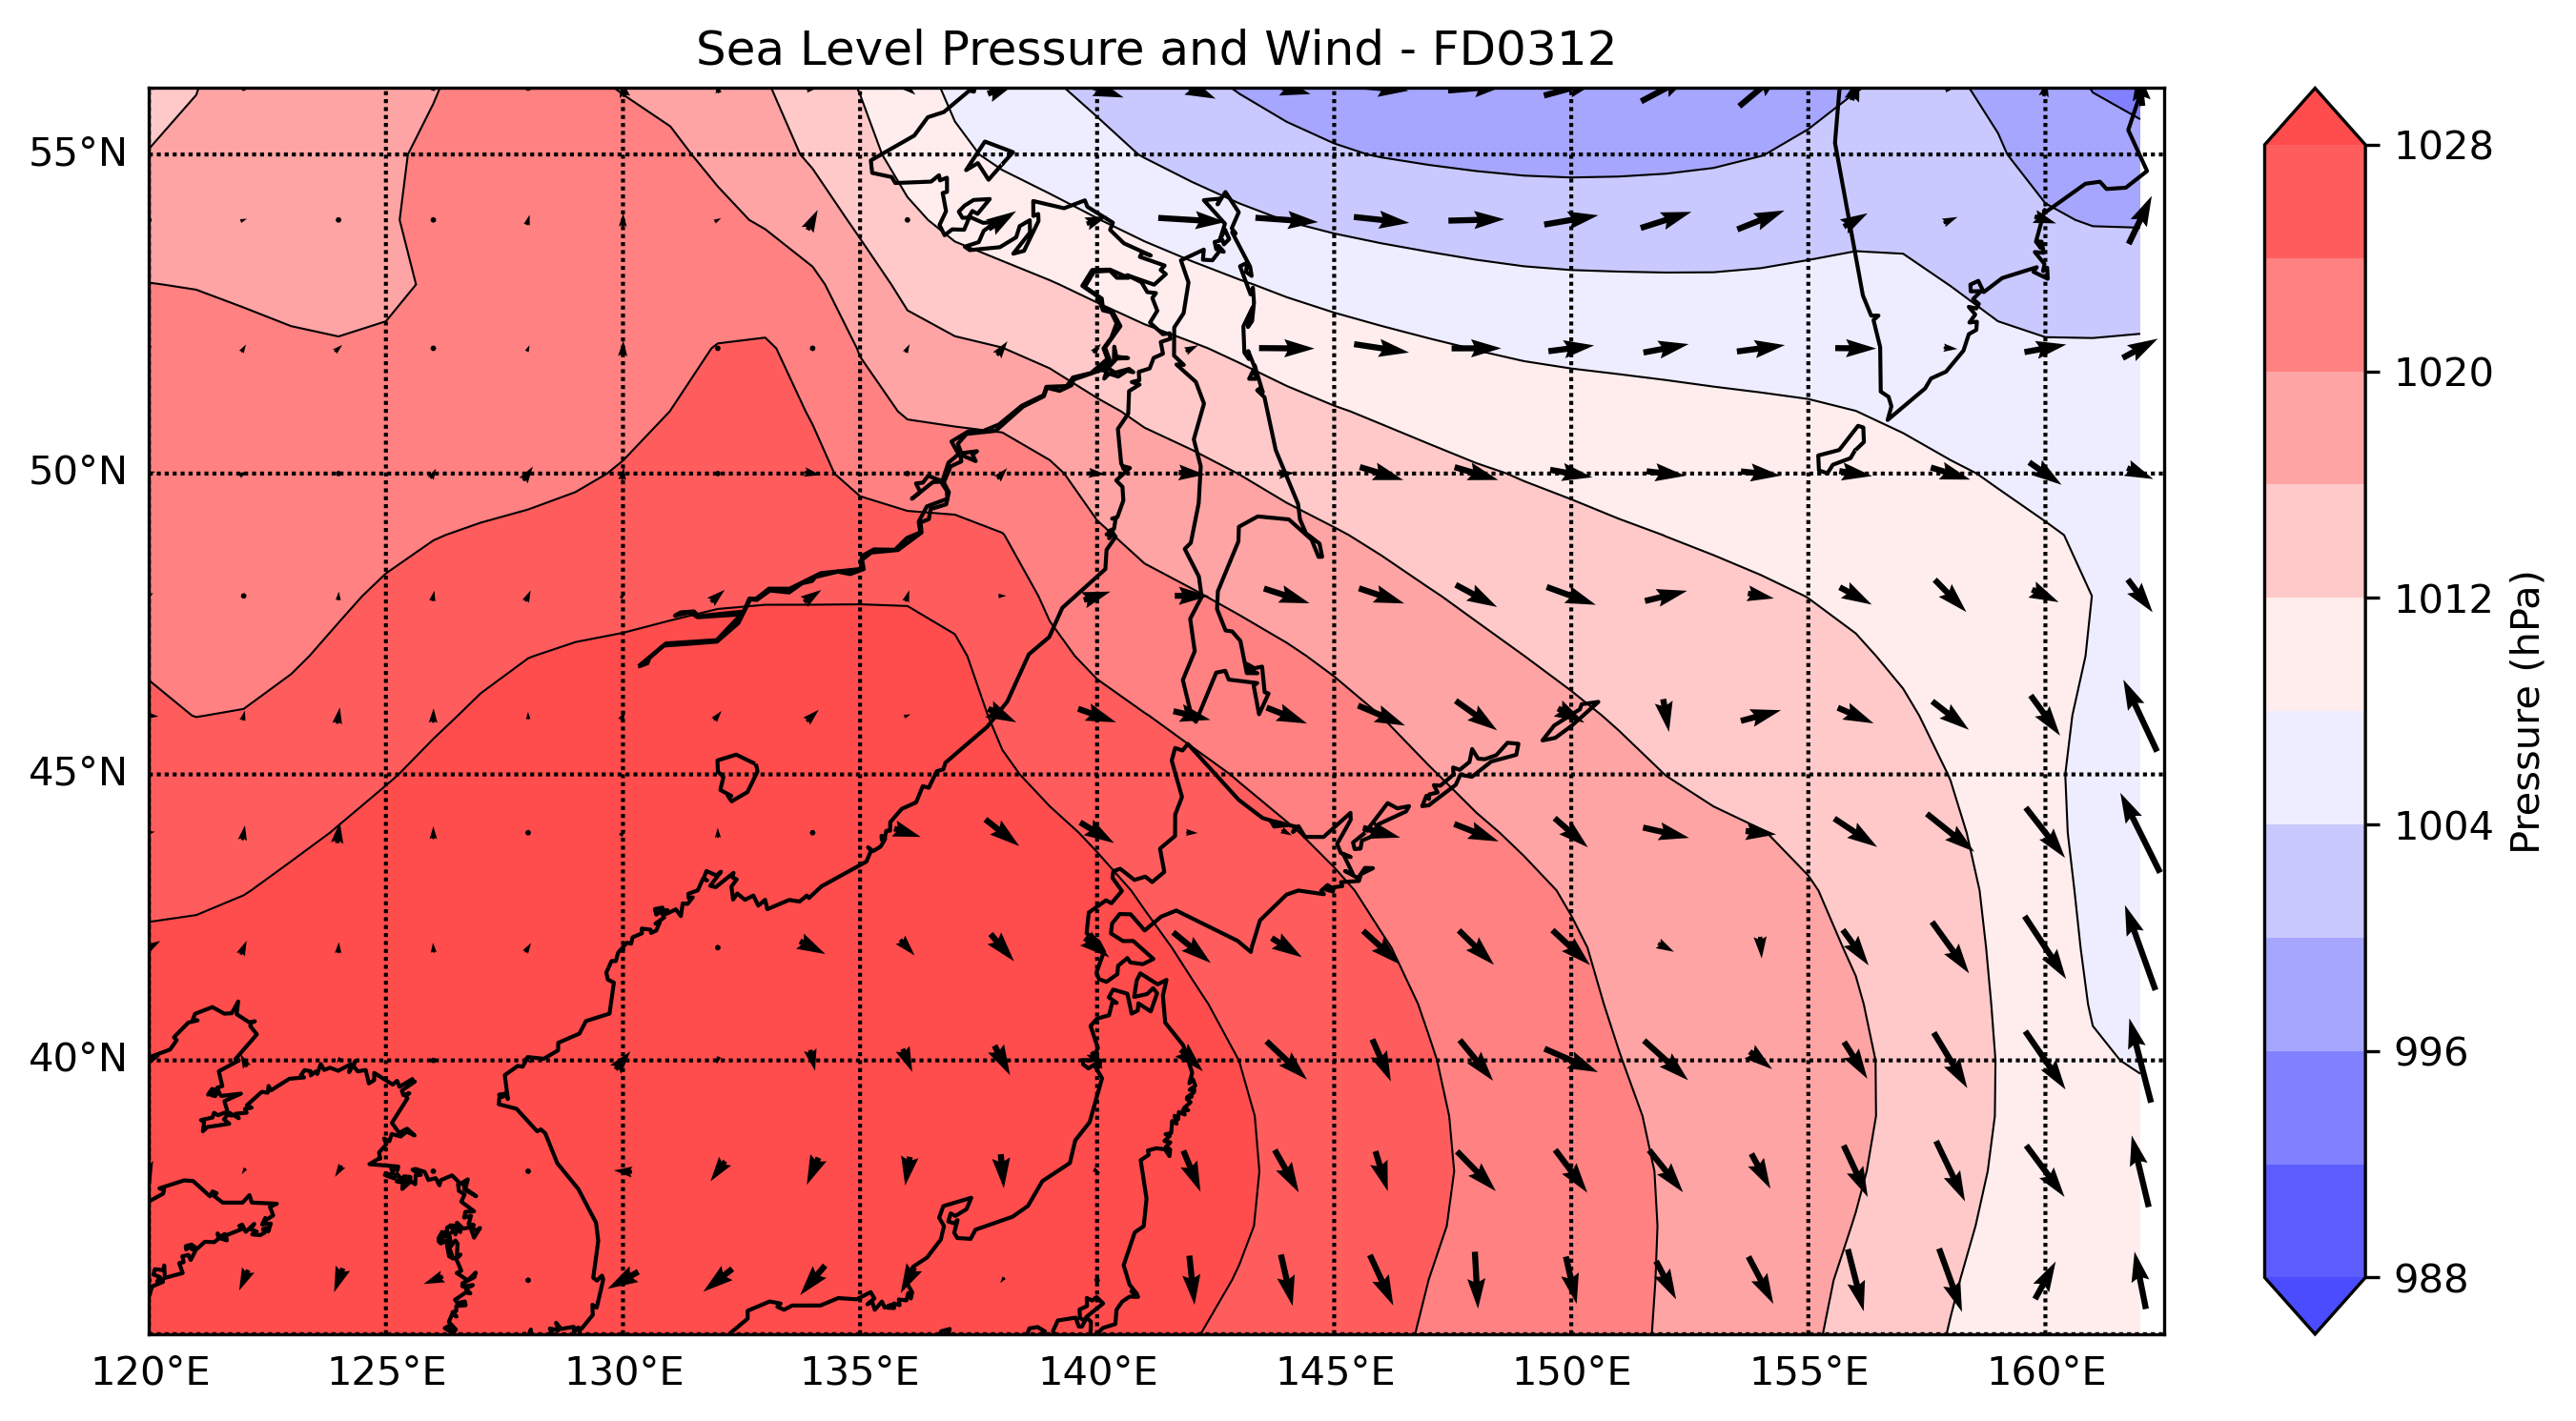 Sea Level Pressure and Wind - FD0312
55°N
50°N
45°N
40°N
120°E 125°E 130°E 135°E 140°E 145°E 150°E 155°E 160°E
1028
1020
1012
1004
996
988
Pressure (hPa)